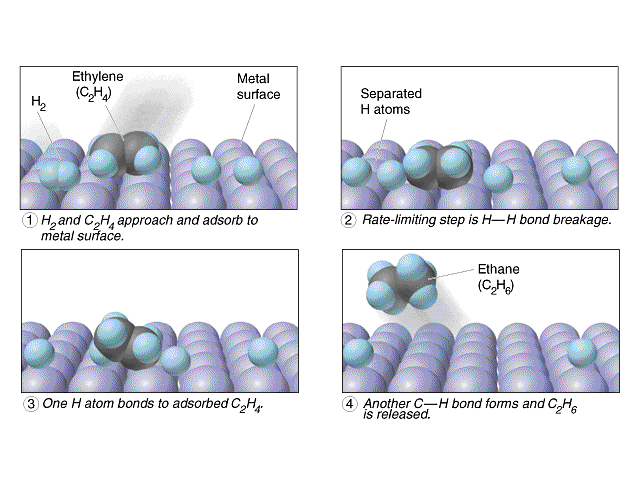 Ethylene
(C2H4)
H2
Metal
surface
1 H2 and C2H4 approach and adsorb to
metal surface.
Separated
H atoms
2 Rate-limiting step is H—H bond breakage.
3 One H atom bonds to adsorbed C2H4.
Ethane
(C2H6)
4 Another C—H bond forms and C2H6
is released.